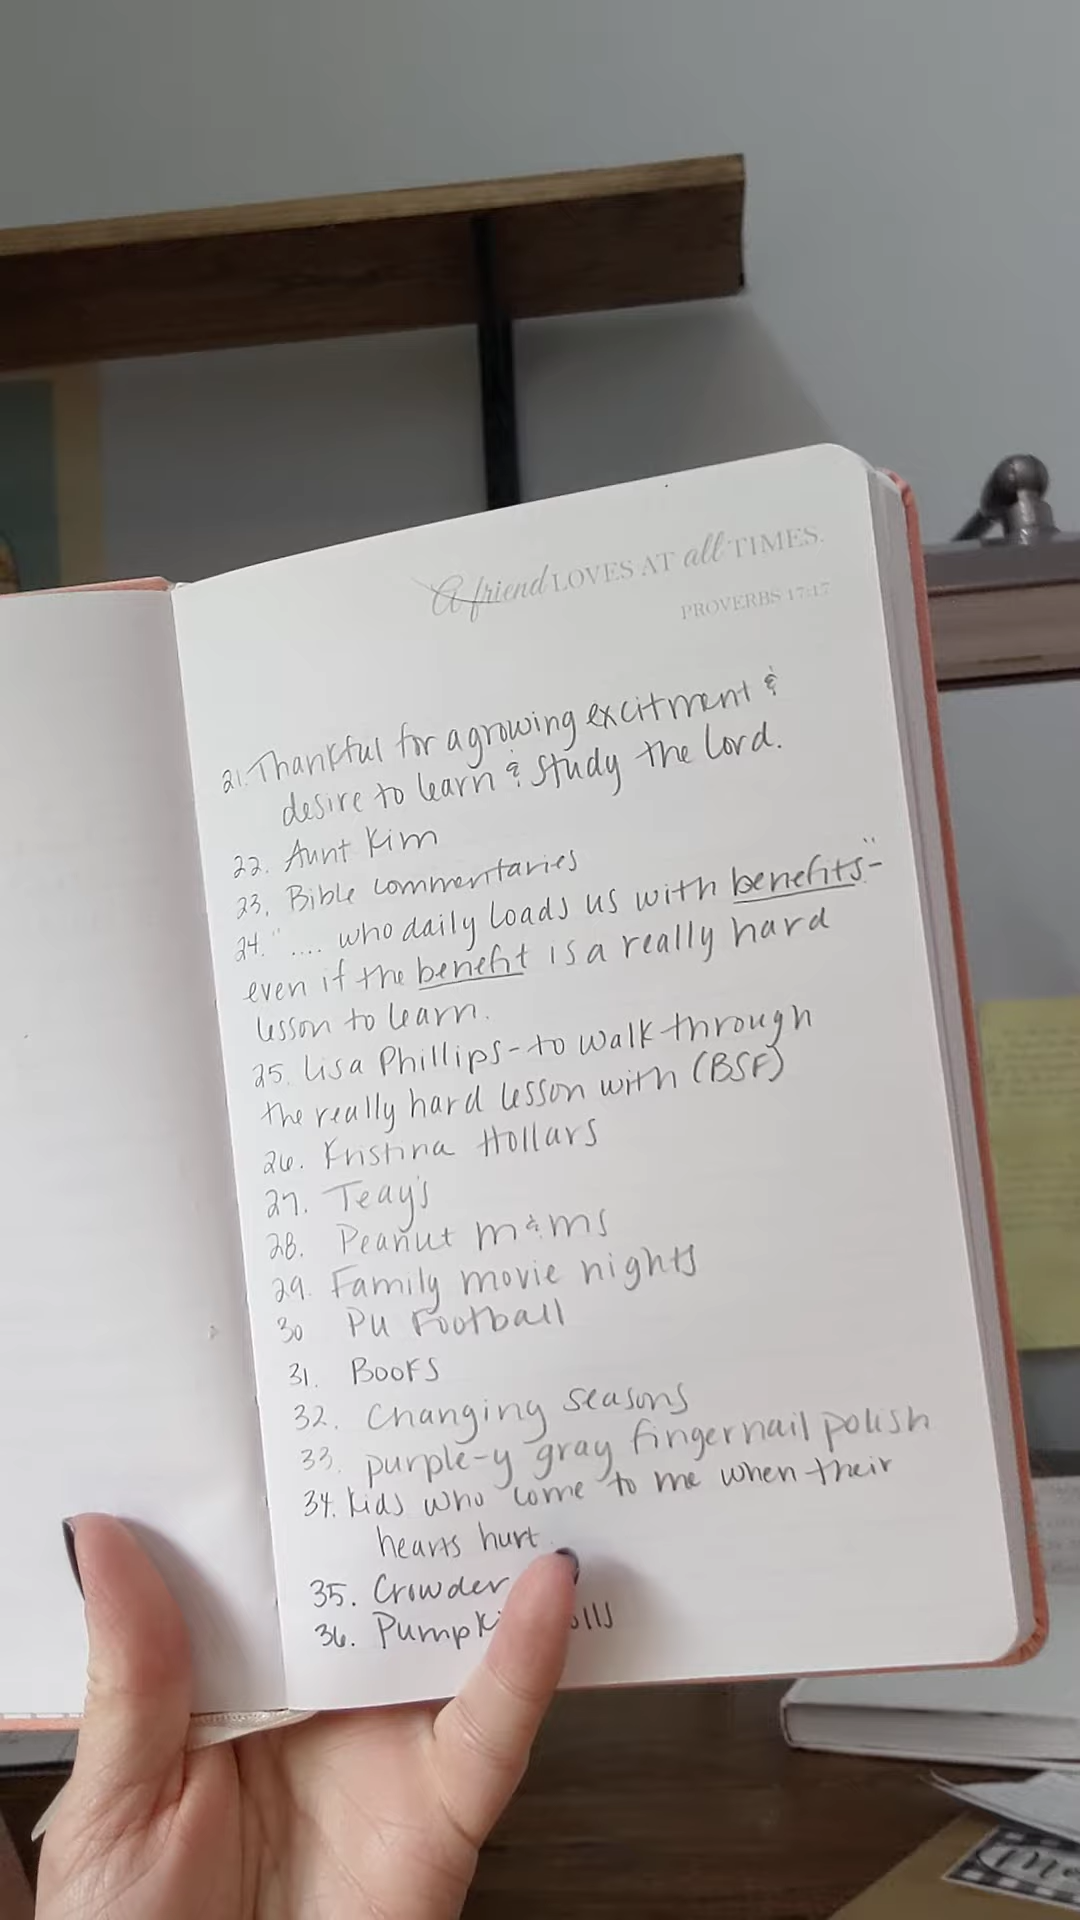 A friend LOVES AT all TIMES.
PROVERBS 17:17
21. Thankful for a growing excitment &
desire to learn & study the Lord.
22. Aunt Kim
23. Bible commentaries
24. " .... who daily loads us with benefits-"
even if the benefit is a really hard
lesson to learn.
25. Lisa Phillips - to walk through
the really hard lesson with (BSF)
26. Kristina Hollars
27. Teay's
28. Peanut m&ms
29. Family movie nights
30 PU Football
31. Books
32. Changing seasons
33. purple-y gray fingernail polish
34. kids who come to me when their
hearts hurt.
35. Crowder
36.